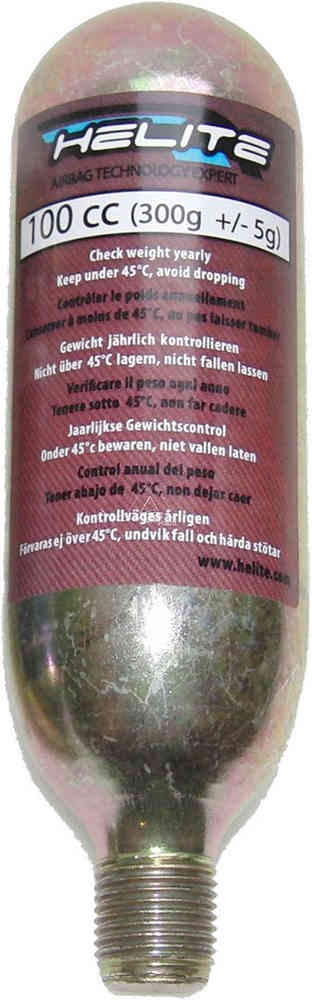 HELITE
AIRBAG TECHNOLOGY EXPERT
100 CC (300g +/- 5g)
Check weight yearly
Keep under 45°C, avoid dropping
Contrôler le poids annuellement
Conserver à moins de 45°C, au pas laisser tomber
Gewicht jährlich kontrollieren
Nicht über 45°C lagern, nicht fallen lassen
Verificare il peso ogni anno
Tenere sotto 45°C, non far cadere
Jaarlijkse Gewichtscontrol
Onder 45°c bewaren, niet vallen laten
Control anual del peso
Tener abajo de 45°C, non dejar caer
Kontrollväges årligen
Förvaras ej över 45°C, undvik fall och hårda stötar
www.helite.com